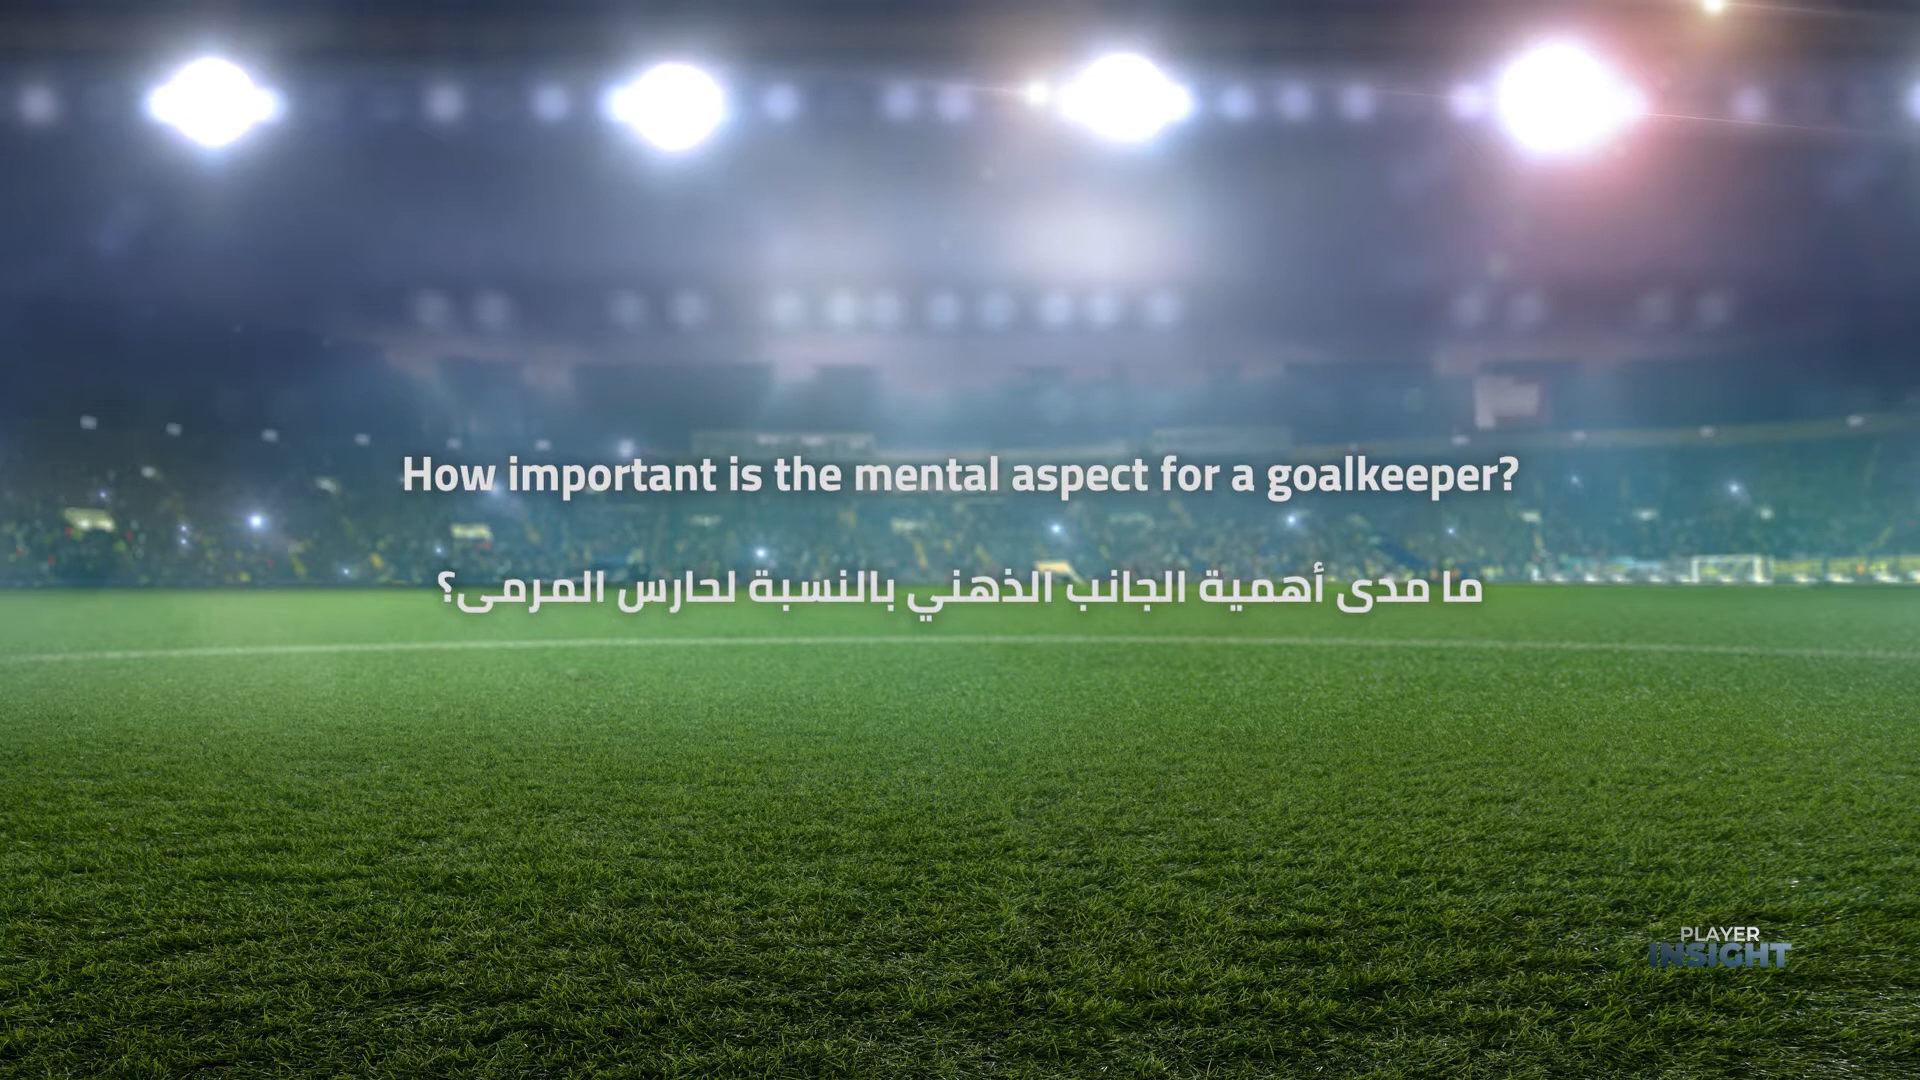 How important is the mental aspect for a goalkeeper?
ما مدى أهمية الجانب الذهني بالنسبة لحارس المرمى؟
PLAYER
INSIGHT